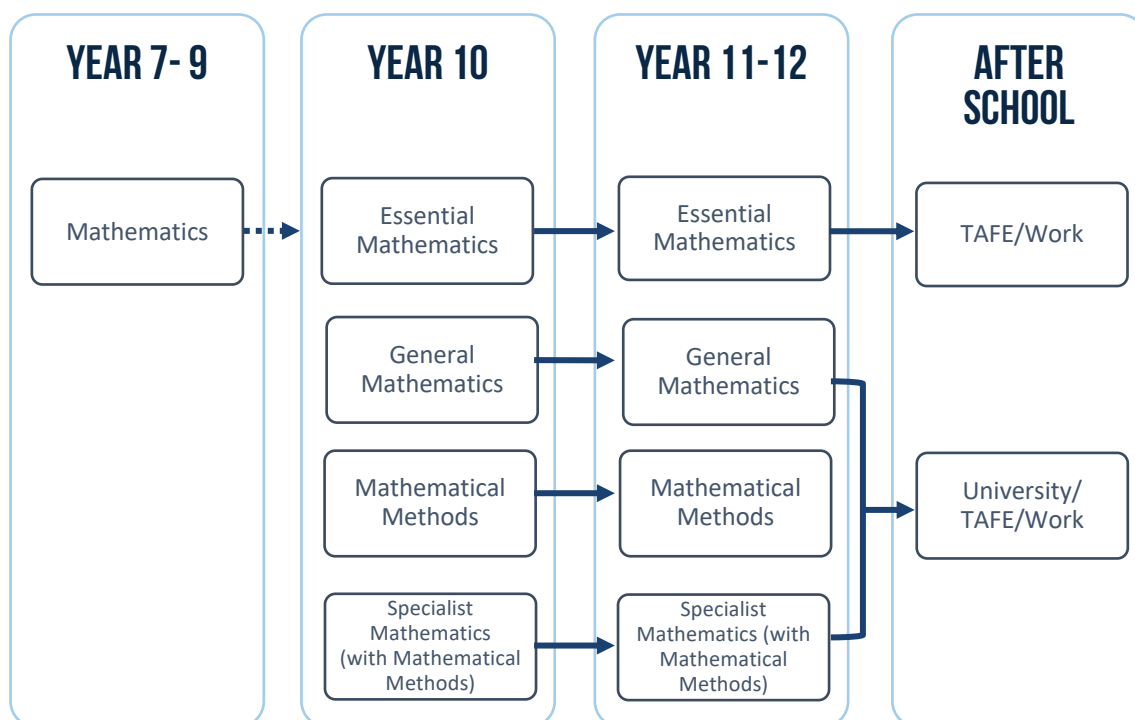 YEAR 7- 9
Mathematics
YEAR 10
Essential
Mathematics
General
Mathematics
Mathematical
Methods
Specialist
Mathematics
(with Mathematical
Methods)
YEAR 11-12
Essential
Mathematics
General
Mathematics
Mathematical
Methods
Specialist
Mathematics (with
Mathematical
Methods)
AFTER
SCHOOL
TAFE/Work
University/
TAFE/Work